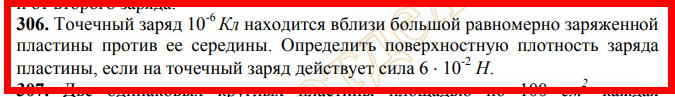 306. Точечный заряд 10⁻⁶ Кл находится вблизи большой равномерно заряженной
пластины против ее середины. Определить поверхностную плотность заряда
пластины, если на точечный заряд действует сила 6 · 10⁻² Н.